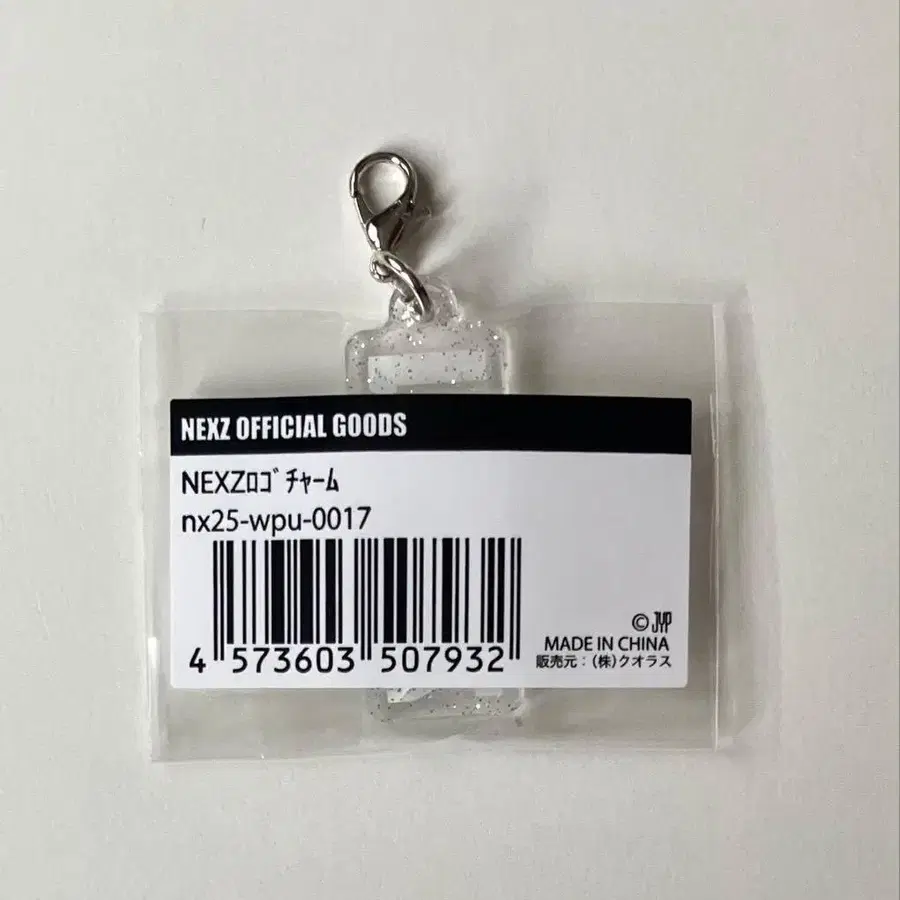 NEXZ OFFICIAL GOODS
NEXZﾛｺﾞﾁｬｰﾑ
nx25-wpu-0017
4 573603 507932
© JYP
MADE IN CHINA
販売元：(株)クオラス